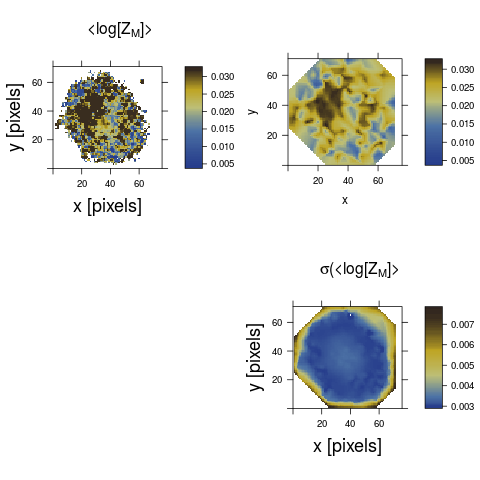 <log[Z_M]>
60
40
20
20 40 60
y [pixels]
x [pixels]
0.030
0.025
0.020
0.015
0.010
0.005
60
40
20
20 40 60
y
x
0.030
0.025
0.020
0.015
0.010
0.005
σ(<log[Z_M]>
60
40
20
20 40 60
y [pixels]
x [pixels]
0.007
0.006
0.005
0.004
0.003